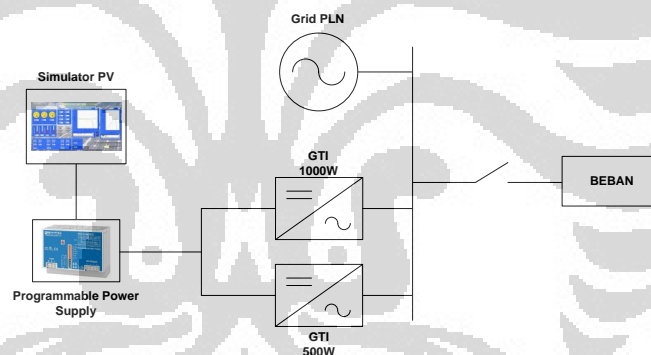 Grid PLN
Simulator PV
GTI
1000W
BEBAN
Programmable Power
Supply
GTI
500W